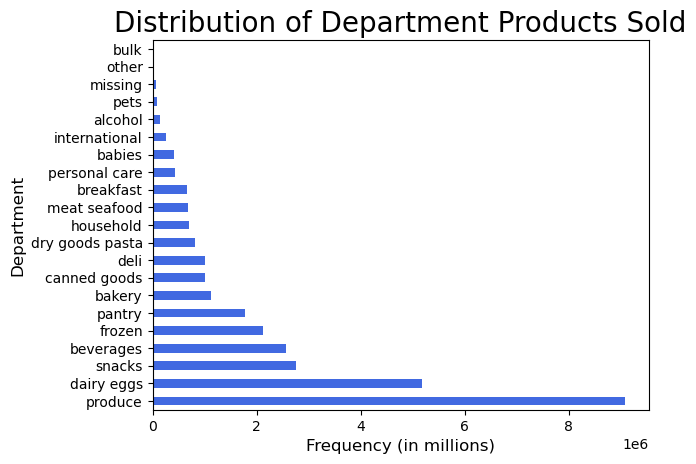 Distribution of Department Products Sold
bulk
other
missing
pets
alcohol
international
babies
personal care
breakfast
meat seafood
household
dry goods pasta
deli
canned goods
bakery
pantry
frozen
beverages
snacks
dairy eggs
produce
Department
0 2 4 6 8
1e6
Frequency (in millions)